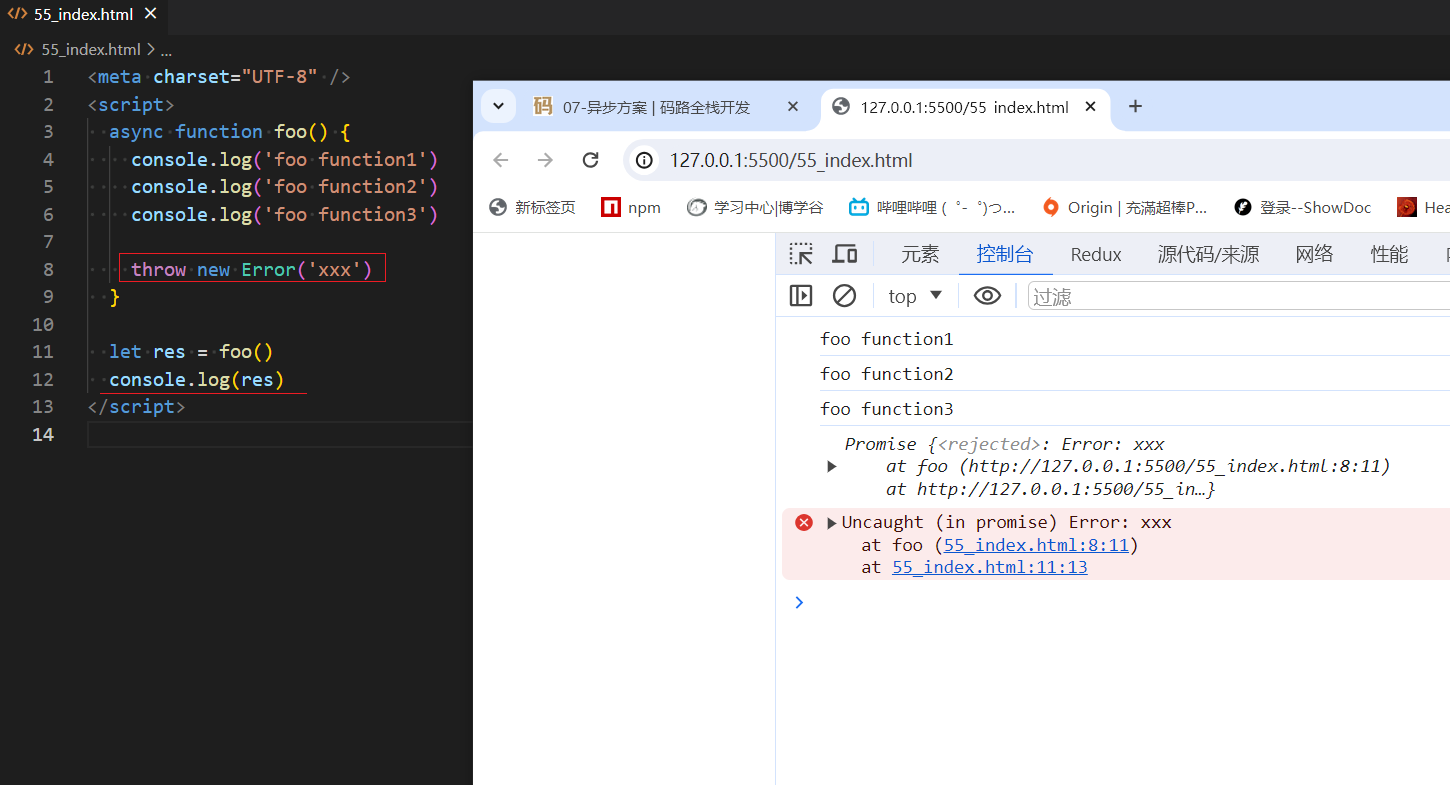 55_index.html
55_index.html > ...
1 <meta charset="UTF-8" />
2 <script>
3 async function foo() {
4 console.log('foo function1')
5 console.log('foo function2')
6 console.log('foo function3')
7
8 throw new Error('xxx')
9 }
10
11 let res = foo()
12 console.log(res)
13 </script>
14
07-异步方案 | 码路全栈开发
127.0.0.1:5500/55_index.html
127.0.0.1:5500/55_index.html
新标签页 npm 学习中心|博学谷 哔哩哔哩 ( ゜- ゜)つ... Origin | 充滿超棒P... 登录--ShowDoc Hea
元素 控制台 Redux 源代码/来源 网络 性能
top 过滤
foo function1
foo function2
foo function3
Promise {<rejected>: Error: xxx
at foo (http://127.0.0.1:5500/55_index.html:8:11)
at http://127.0.0.1:5500/55_in…}
Uncaught (in promise) Error: xxx
at foo (55_index.html:8:11)
at 55_index.html:11:13